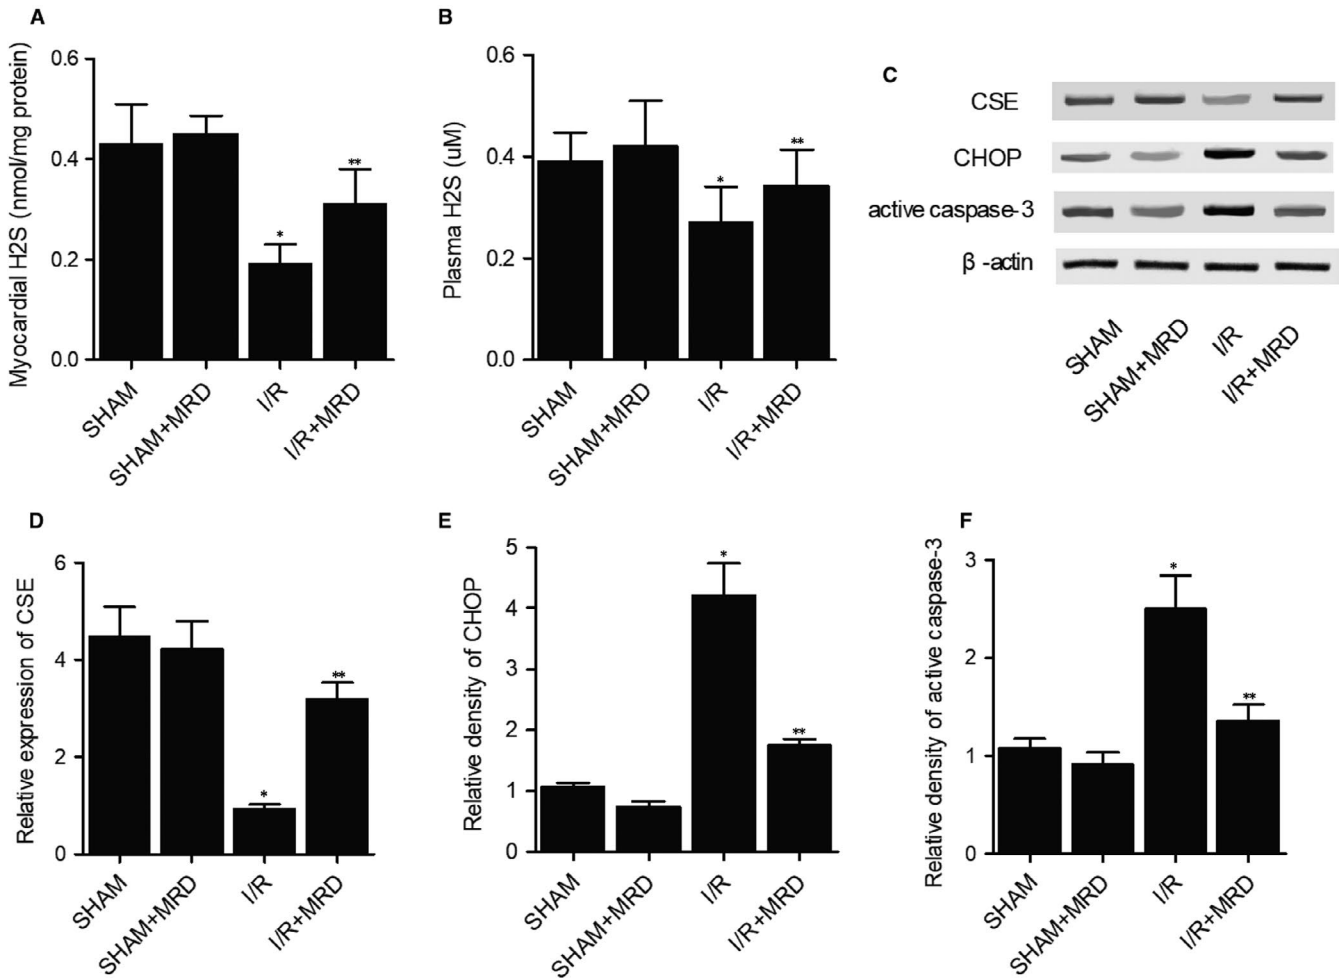 A
Myocardial H2S (nmol/mg protein)
0.6
0.4
0.2
0.0
*
**
SHAM
SHAM+MRD
I/R
I/R+MRD
B
Plasma H2S (uM)
0.6
0.4
0.2
0.0
*
**
SHAM
SHAM+MRD
I/R
I/R+MRD
C
CSE
CHOP
active caspase-3
β -actin
SHAM
SHAM+MRD
I/R
I/R+MRD
D
Relative expression of CSE
6
4
2
0
*
**
SHAM
SHAM+MRD
I/R
I/R+MRD
E
Relative density of CHOP
5
4
3
2
1
0
*
**
SHAM
SHAM+MRD
I/R
I/R+MRD
F
Relative density of active caspase-3
3
2
1
0
*
**
SHAM
SHAM+MRD
I/R
I/R+MRD